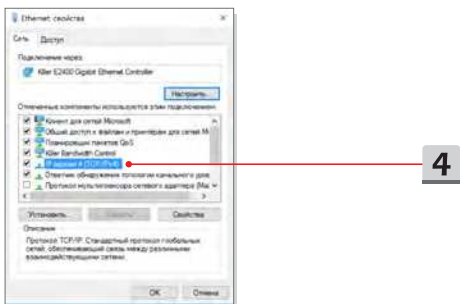 Ethernet: свойства
Сеть Доступ
Подключение через:
Killer E2400 Gigabit Ethernet Controller
Настроить...
Отмеченные компоненты используются этим подключением:
Клиент для сетей Microsoft
Общий доступ к файлам и принтерам для сетей Mi
Планировщик пакетов QoS
Killer Bandwidth Control
IP версии 4 (TCP/IPv4)
4
Ответчик обнаружения топологии канального уров
Протокол мультиплексора сетевого адаптера (Ма
Установить... Удалить Свойства
Описание
Протокол TCP/IP. Стандартный протокол глобальных
сетей, обеспечивающий связь между различными
взаимодействующими сетями.
OK Отмена